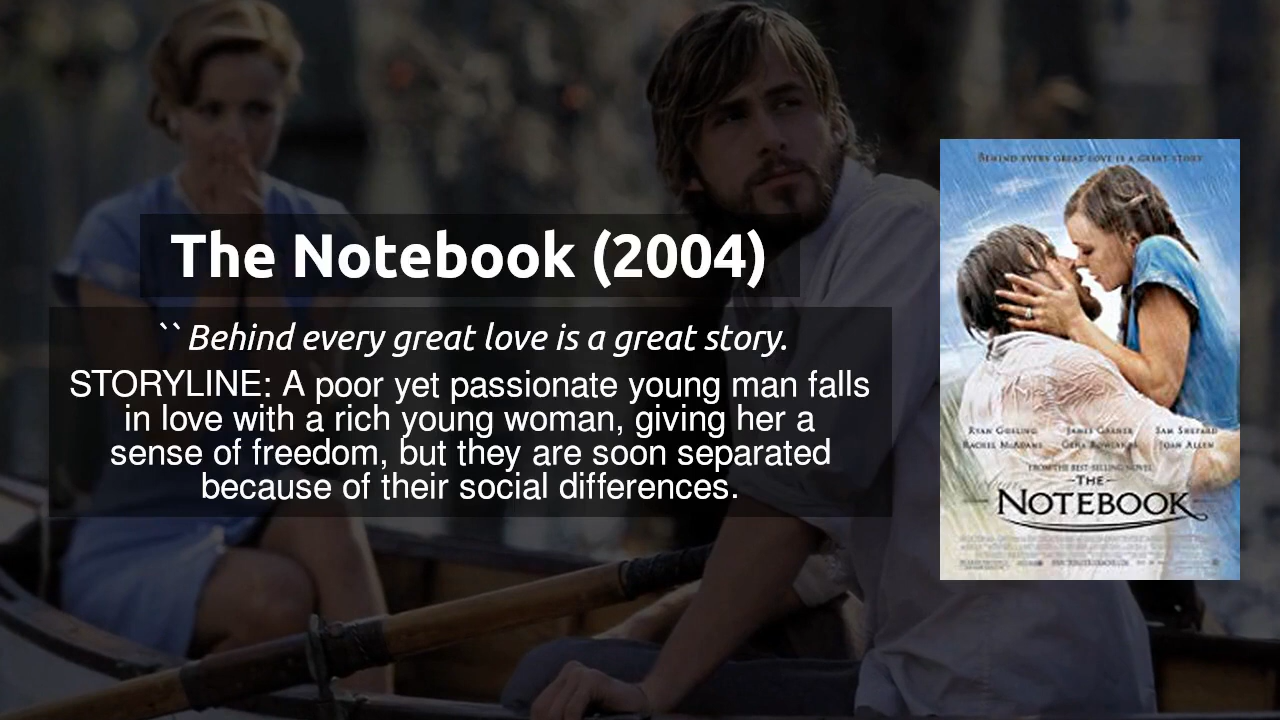 The Notebook (2004)
`` Behind every great love is a great story.
STORYLINE: A poor yet passionate young man falls
in love with a rich young woman, giving her a
sense of freedom, but they are soon separated
because of their social differences.
BEHIND EVERY GREAT LOVE IS A GREAT STORY
RYAN GOSLING JAMES GARNER SAM SHEPARD
RACHEL MCADAMS GENA ROWLANDS JOAN ALLEN
FROM THE BEST-SELLING NOVEL
-THE-
NOTEBOOK